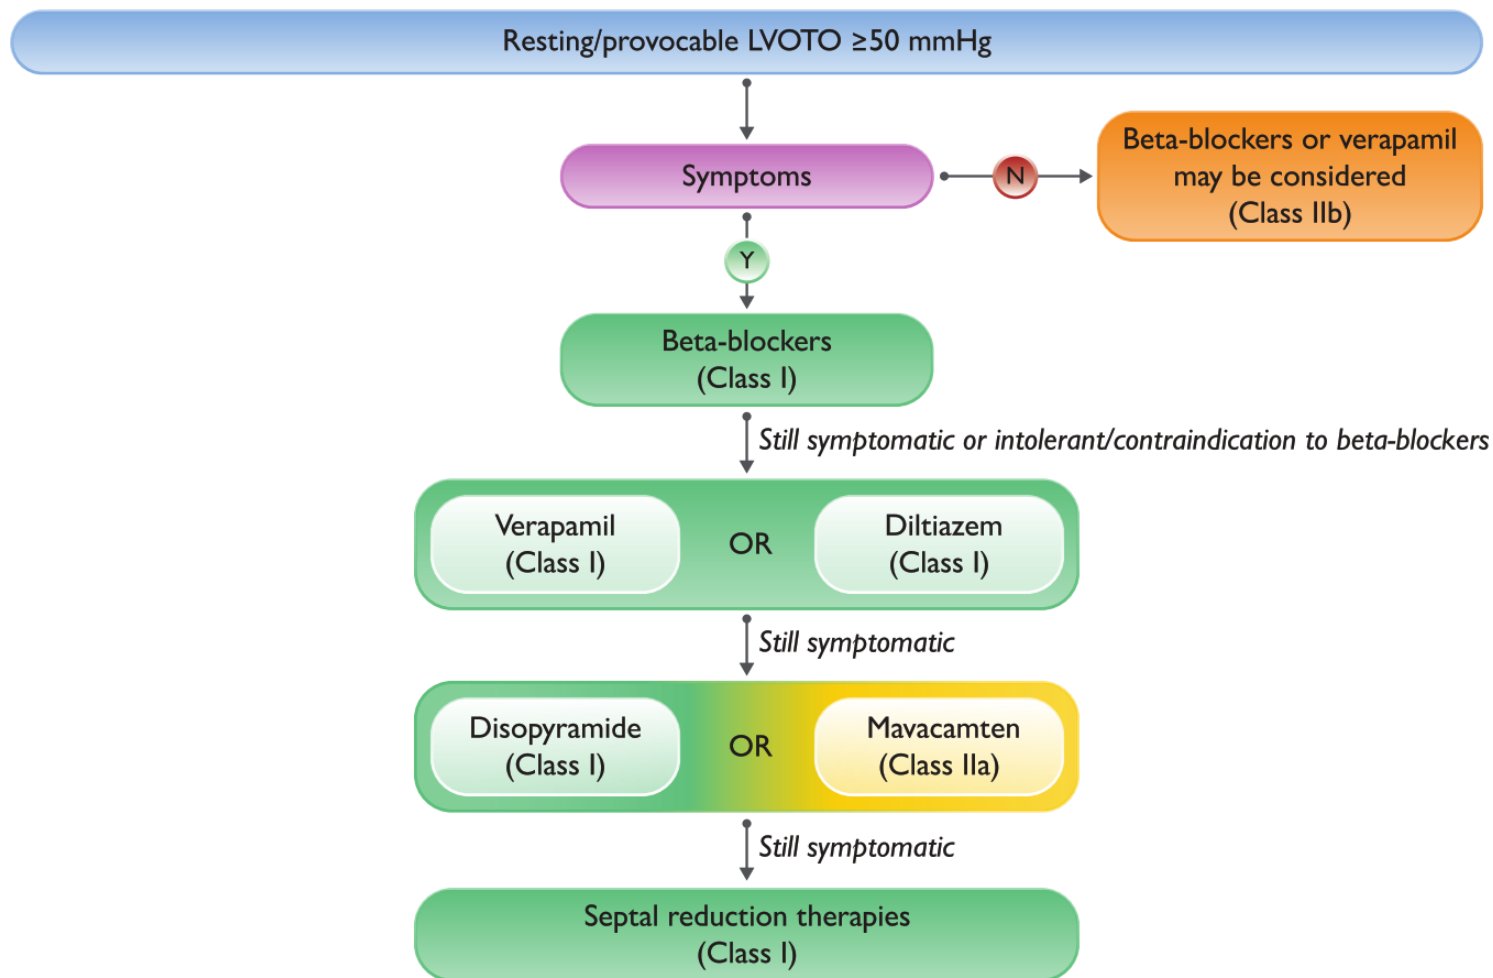 Resting/provocable LVOTO ≥50 mmHg
Symptoms
N
Beta-blockers or verapamil
may be considered
(Class IIb)
Y
Beta-blockers
(Class I)
Still symptomatic or intolerant/contraindication to beta-blockers
Verapamil
(Class I)
OR
Diltiazem
(Class I)
Still symptomatic
Disopyramide
(Class I)
OR
Mavacamten
(Class IIa)
Still symptomatic
Septal reduction therapies
(Class I)